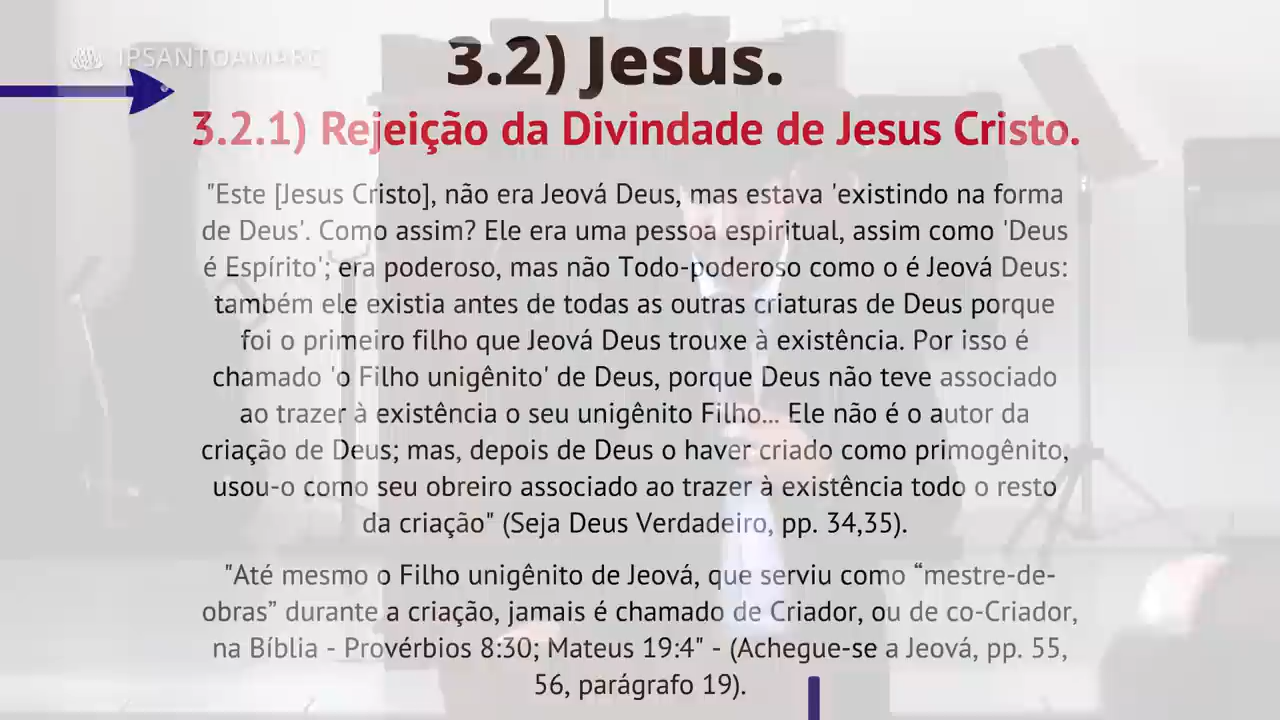 IPSANTOAMARO
3.2) Jesus.
3.2.1) Rejeição da Divindade de Jesus Cristo.
"Este [Jesus Cristo], não era Jeová Deus, mas estava 'existindo na forma
de Deus'. Como assim? Ele era uma pessoa espiritual, assim como 'Deus
é Espírito'; era poderoso, mas não Todo-poderoso como o é Jeová Deus:
também ele existia antes de todas as outras criaturas de Deus porque
foi o primeiro filho que Jeová Deus trouxe à existência. Por isso é
chamado 'o Filho unigênito' de Deus, porque Deus não teve associado
ao trazer à existência o seu unigênito Filho... Ele não é o autor da
criação de Deus; mas, depois de Deus o haver criado como primogênito,
usou-o como seu obreiro associado ao trazer à existência todo o resto
da criação" (Seja Deus Verdadeiro, pp. 34,35).
"Até mesmo o Filho unigênito de Jeová, que serviu como “mestre-de-
obras” durante a criação, jamais é chamado de Criador, ou de co-Criador,
na Bíblia - Provérbios 8:30; Mateus 19:4" - (Achegue-se a Jeová, pp. 55,
56, parágrafo 19).